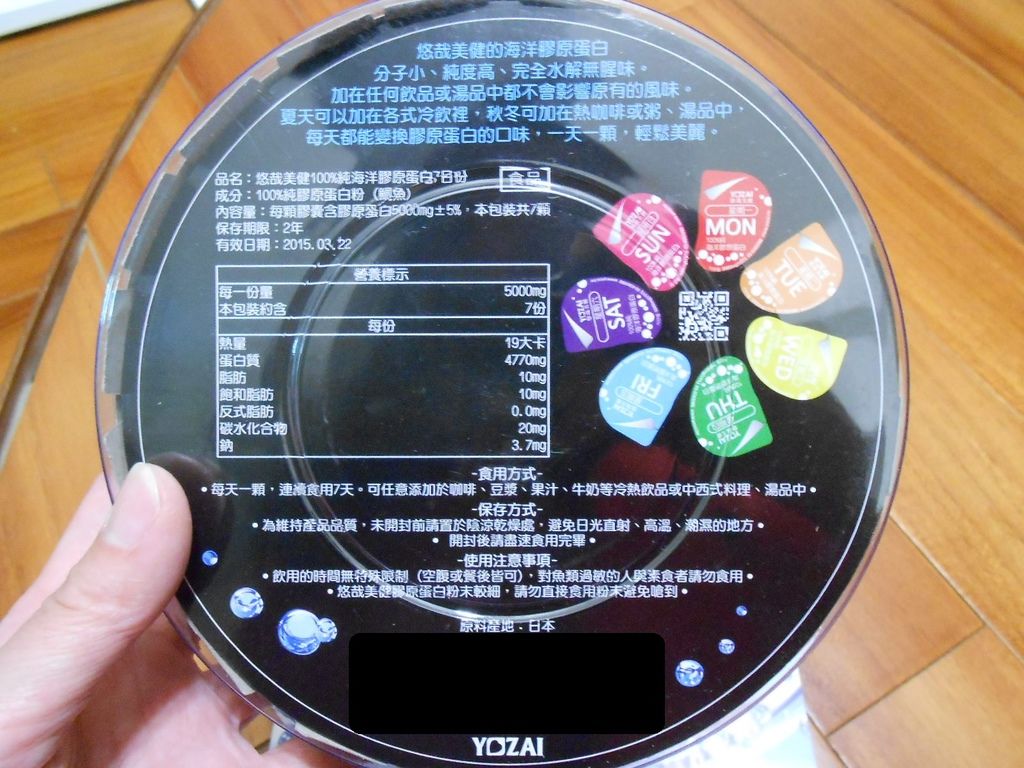 悠哉美健的海洋膠原蛋白
分子小、純度高、完全水解無腥味。
加在任何飲品或湯品中都不會影響原有的風味。
夏天可以加在各式冷飲裡，秋冬可加在熱咖啡或粥、湯品中，
每天都能變換膠原蛋白的口味，一天一顆，輕鬆美麗。
品名：悠哉美健100%純海洋膠原蛋白7日份 食品
成分：100%純膠原蛋白粉（鯛魚）
內容量：每顆膠囊含膠原蛋白5000mg±5%，本包裝共7顆
保存期限：2年
有效日期：2015.03.22
營養標示
每一份量 5000mg
本包裝約含 7份
每份
熱量 19大卡
蛋白質 4770mg
脂肪 10mg
飽和脂肪 10mg
反式脂肪 0.0mg
碳水化合物 20mg
鈉 3.7mg
SUN
MON
TUE
WED
THU
FRI
SAT
-食用方式-
•每天一顆，連續食用7天。可任意添加於咖啡、豆漿、果汁、牛奶等冷熱飲品或中西式料理、湯品中•
-保存方式-
•為維持產品品質，未開封前請置於陰涼乾燥處，避免日光直射、高溫、潮濕的地方•
•開封後請盡速食用完畢•
-使用注意事項-
•飲用的時間無特殊限制（空腹或餐後皆可），對魚類過敏的人與素食者請勿食用•
•悠哉美健膠原蛋白粉末較細，請勿直接食用粉末避免嗆到•
原料產地：日本
YOZAI